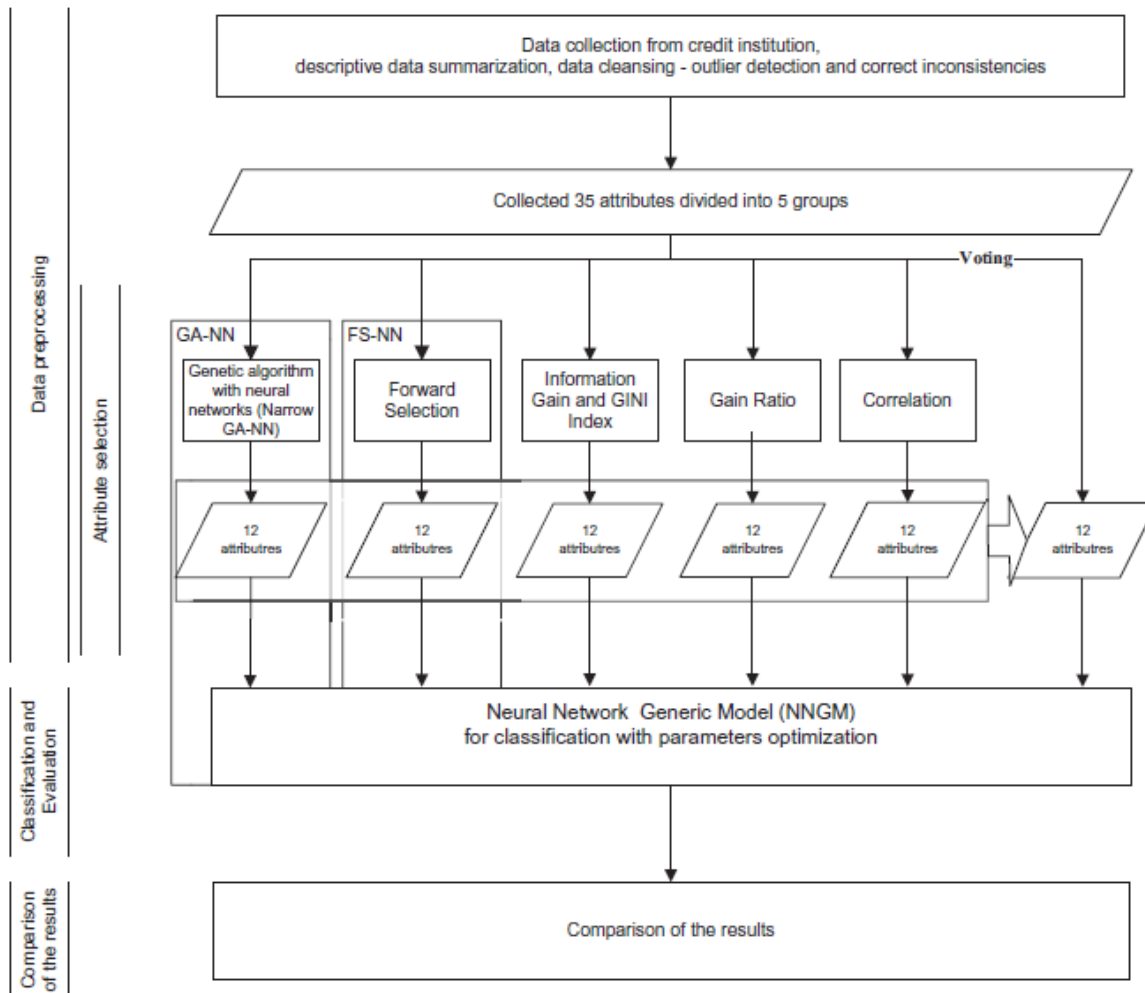 Data collection from credit institution,
descriptive data summarization, data cleansing - outlier detection and correct inconsistencies
Collected 35 attributes divided into 5 groups
Voting
Data preprocessing
Attribute selection
GA-NN
Genetic algorithm
with neural
networks (Narrow
GA-NN)
FS-NN
Forward
Selection
Information
Gain and GINI
Index
Gain Ratio
Correlation
12
attributres
12
attributres
12
attributres
12
attributres
12
attributres
12
attributres
Classification and
Evaluation
Neural Network Generic Model (NNGM)
for classification with parameters optimization
Comparison
of the results
Comparison of the results